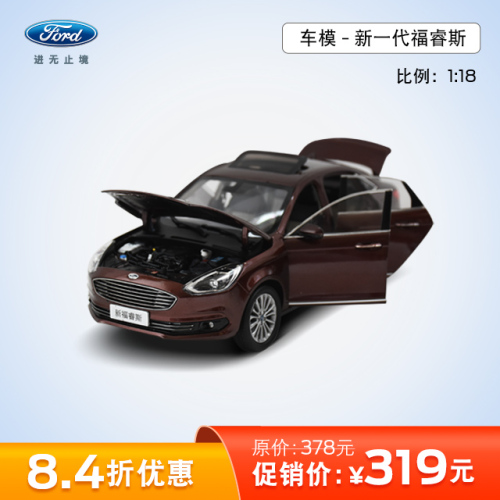 Ford
进无止境
车模 - 新一代福睿斯
比例：1:18
新福睿斯
原价：378元
8.4折优惠
促销价：¥319元